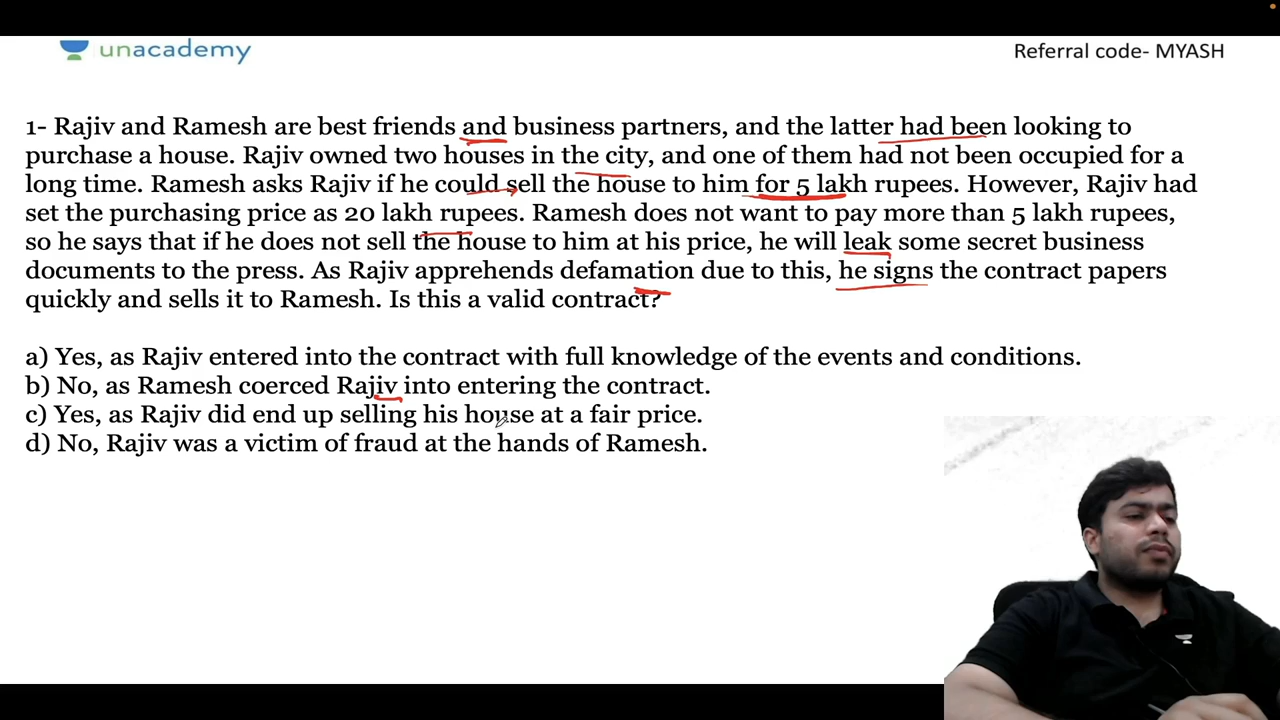 unacademy
Referral code- MYASH
1- Rajiv and Ramesh are best friends and business partners, and the latter had been looking to
purchase a house. Rajiv owned two houses in the city, and one of them had not been occupied for a
long time. Ramesh asks Rajiv if he could sell the house to him for 5 lakh rupees. However, Rajiv had
set the purchasing price as 20 lakh rupees. Ramesh does not want to pay more than 5 lakh rupees,
so he says that if he does not sell the house to him at his price, he will leak some secret business
documents to the press. As Rajiv apprehends defamation due to this, he signs the contract papers
quickly and sells it to Ramesh. Is this a valid contract?
a) Yes, as Rajiv entered into the contract with full knowledge of the events and conditions.
b) No, as Ramesh coerced Rajiv into entering the contract.
c) Yes, as Rajiv did end up selling his house at a fair price.
d) No, Rajiv was a victim of fraud at the hands of Ramesh.